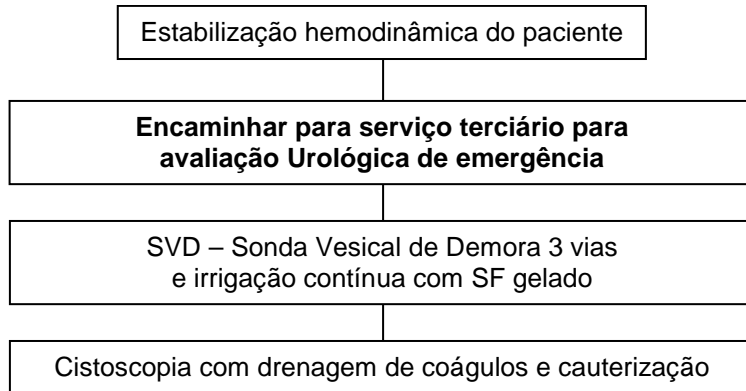 Estabilização hemodinâmica do paciente
Encaminhar para serviço terciário para
avaliação Urológica de emergência
SVD – Sonda Vesical de Demora 3 vias
e irrigação contínua com SF gelado
Cistoscopia com drenagem de coágulos e cauterização